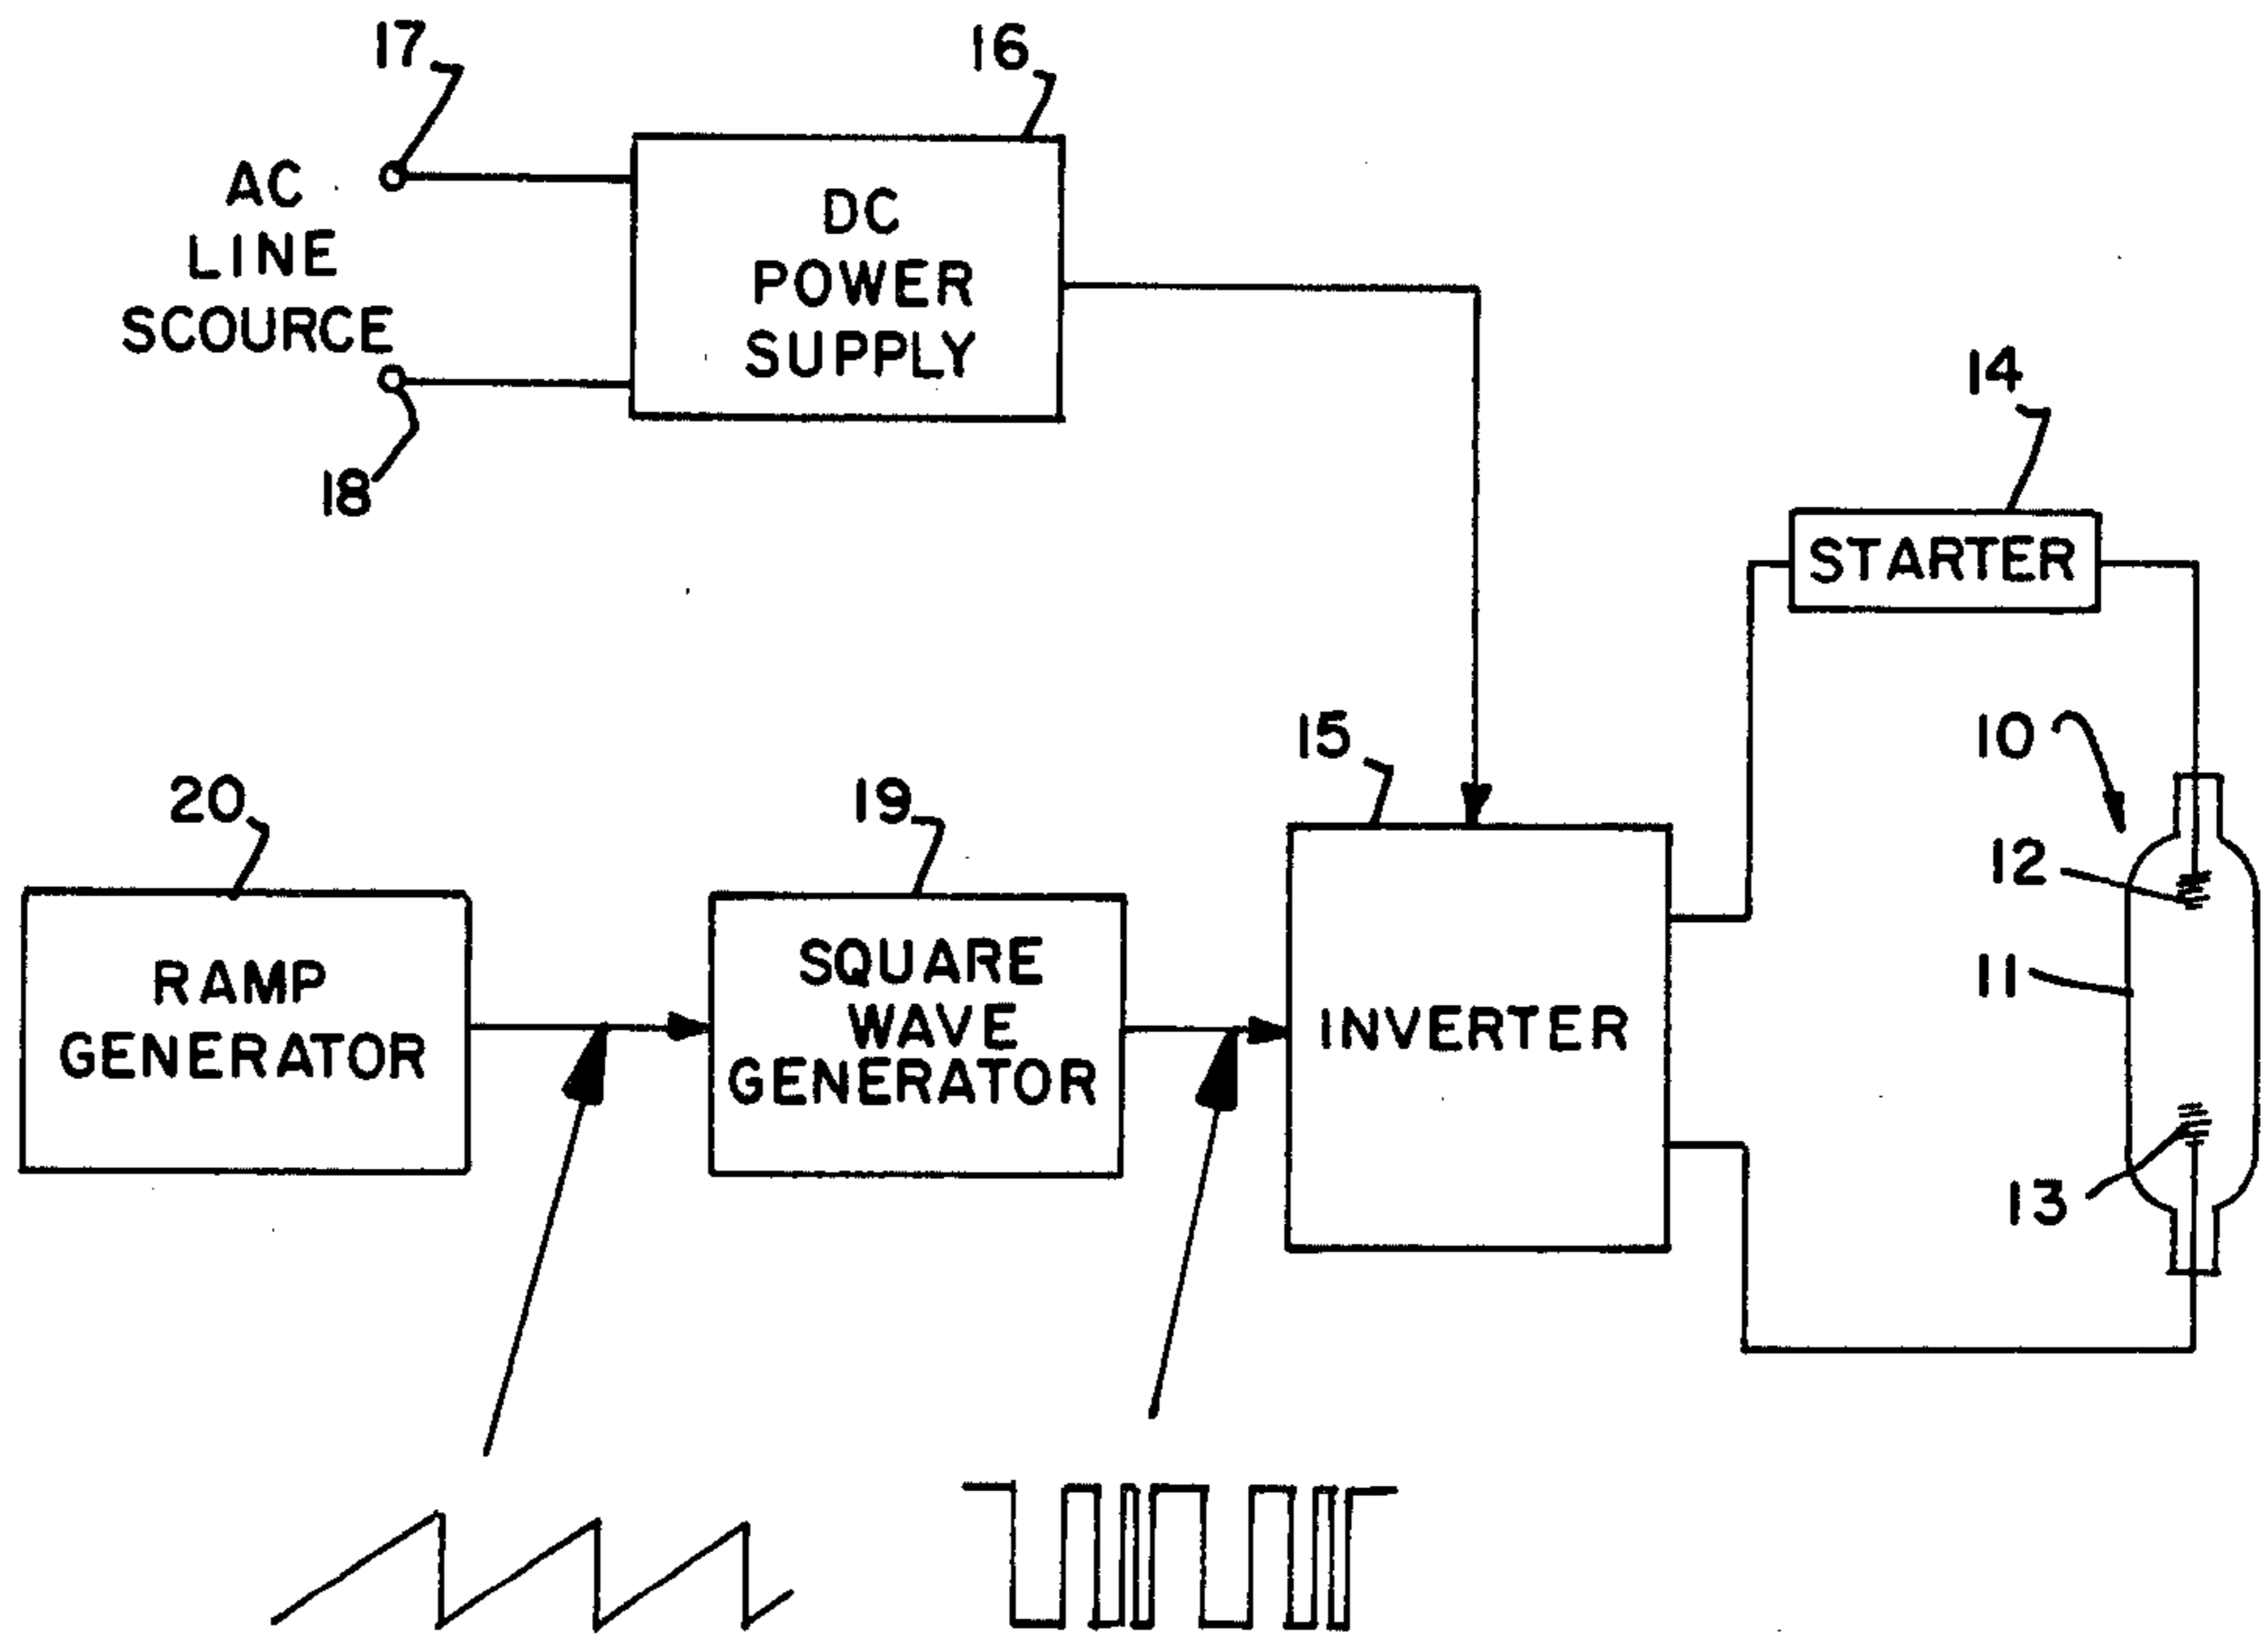 17
16
AC
LINE
SCOURCE
18
DC
POWER
SUPPLY
14
STARTER
15
10
20
19
12
RAMP
GENERATOR
SQUARE
WAVE
GENERATOR
INVERTER
11
13